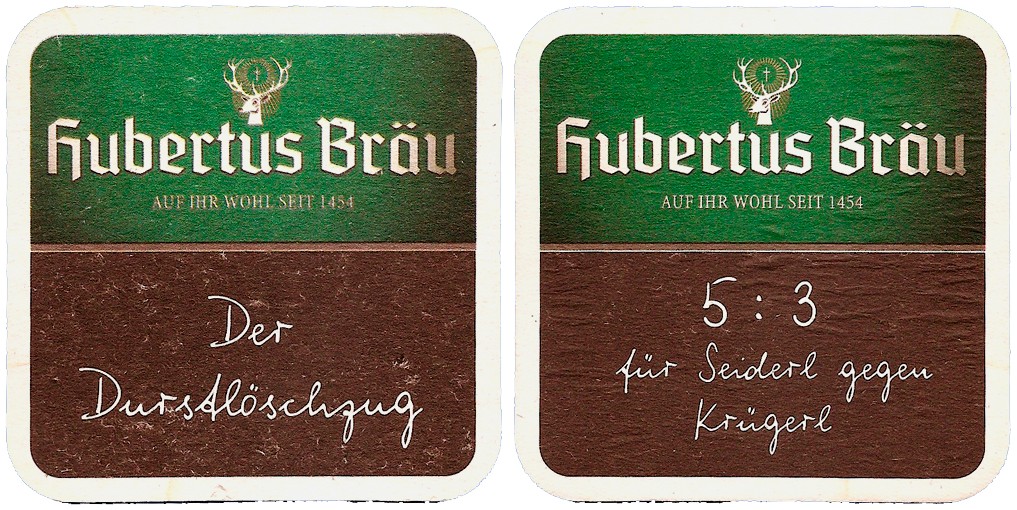 Hubertus Bräu
AUF IHR WOHL SEIT 1454
Der
Durstlöschzug
Hubertus Bräu
AUF IHR WOHL SEIT 1454
5 : 3
für Seiderl gegen
Krügerl